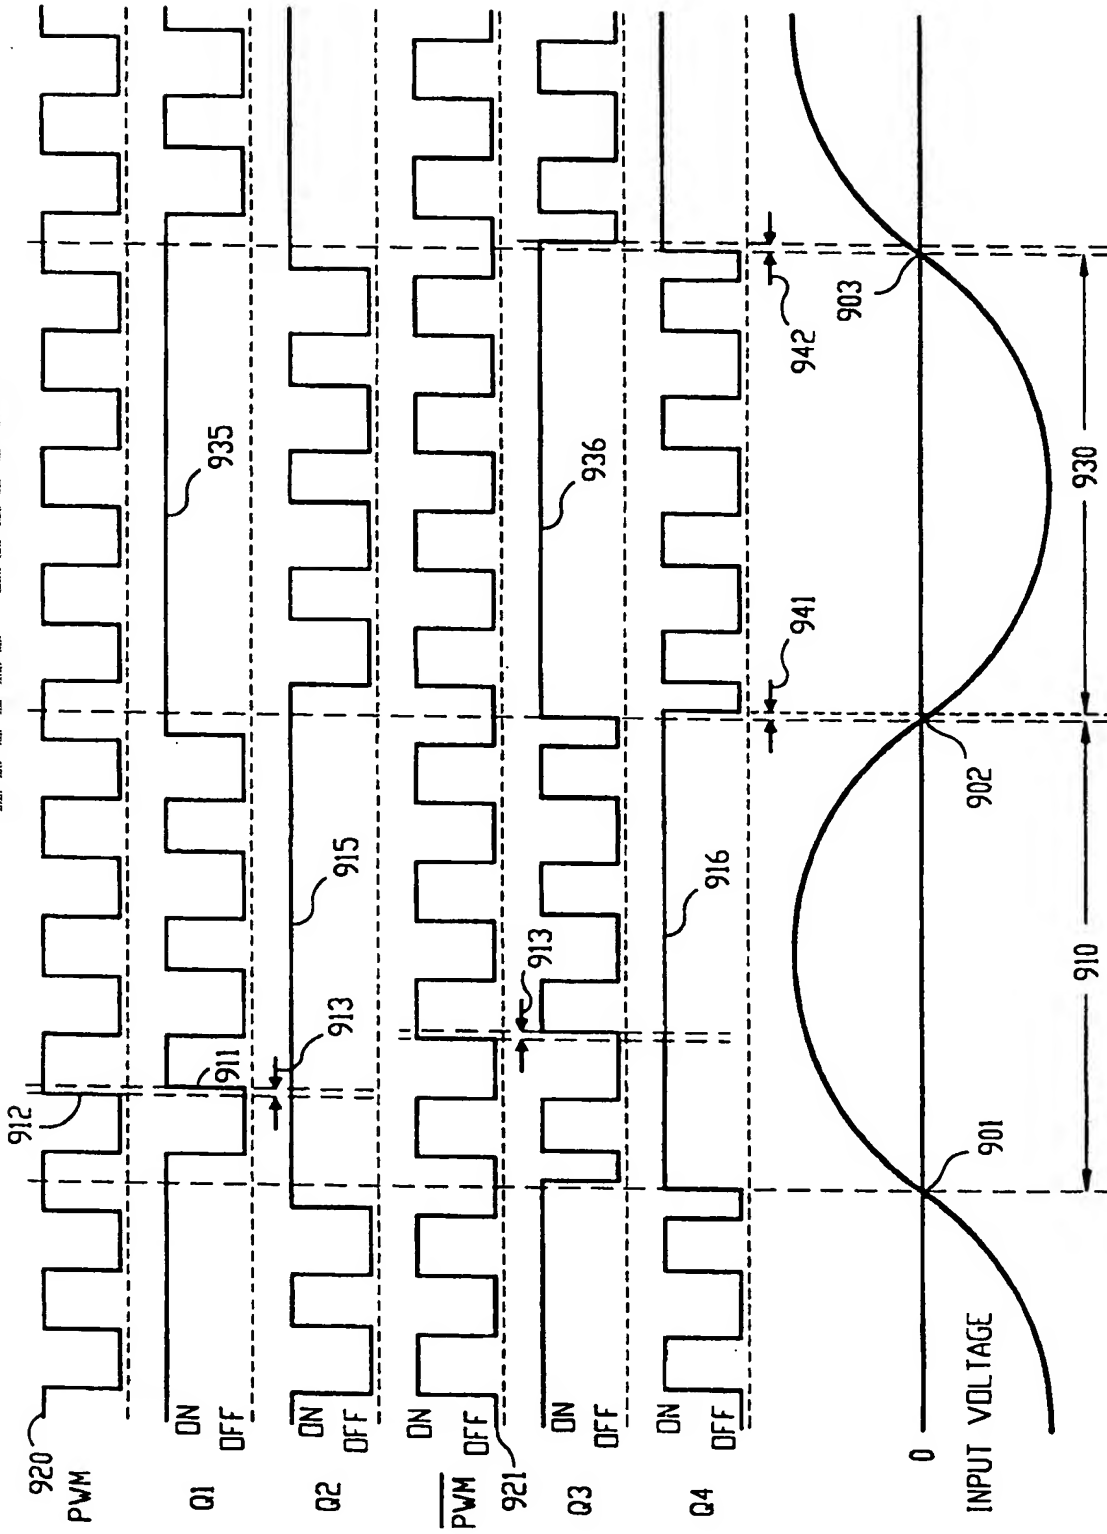 920
PWM
ON
OFF
Q1
ON
OFF
Q2
ON
OFF
PWM
921
ON
OFF
Q3
ON
OFF
Q4
0
INPUT VOLTAGE
912
911
913
915
935
913
936
916
941
942
901
902
903
910
930